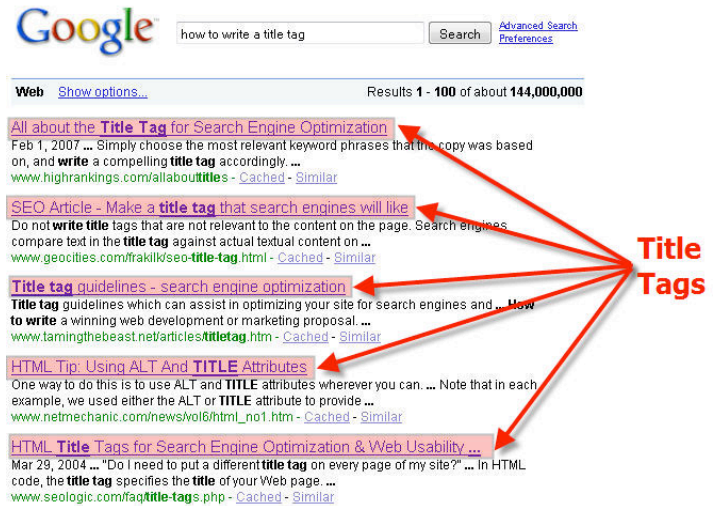 Google
how to write a title tag
Search
Advanced Search
Preferences
Web Show options... Results 1 - 100 of about 144,000,000
All about the Title Tag for Search Engine Optimization
Feb 1, 2007 ... Simply choose the most relevant keyword phrases that the copy was based
on, and write a compelling title tag accordingly. ...
www.highrankings.com/allabouttitles - Cached - Similar
SEO Article - Make a title tag that search engines will like
Do not write title tags that are not relevant to the content on the page. Search engines
compare text in the title tag against actual textual content on ...
www.geocities.com/frakilk/seo-title-tag.html - Cached - Similar
Title tag guidelines - search engine optimization
Title tag guidelines which can assist in optimizing your site for search engines and ... How
to write a winning web development or marketing proposal. ...
www.tamingthebeast.net/articles/titletag.htm - Cached - Similar
HTML Tip: Using ALT And TITLE Attributes
One way to do this is to use ALT and TITLE attributes wherever you can. ... Note that in each
example, we used either the ALT or TITLE attribute to provide ...
www.netmechanic.com/news/vol6/html_no1.htm - Cached - Similar
HTML Title Tags for Search Engine Optimization & Web Usability ...
Mar 29, 2004 ... "Do I need to put a different title tag on every page of my site?" ... In HTML
code, the title tag specifies the title of your Web page. ...
www.seologic.com/faq/title-tags.php - Cached - Similar
Title
Tags